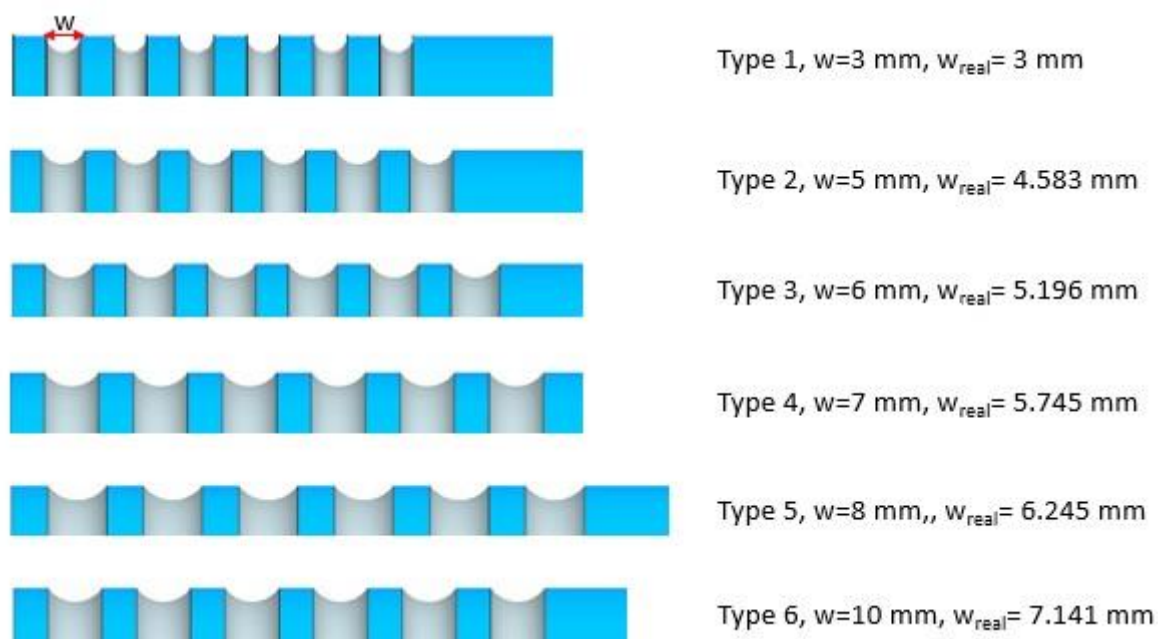 w
Type 1, w=3 mm, wreal= 3 mm
Type 2, w=5 mm, wreal= 4.583 mm
Type 3, w=6 mm, wreal= 5.196 mm
Type 4, w=7 mm, wreal= 5.745 mm
Type 5, w=8 mm,, wreal= 6.245 mm
Type 6, w=10 mm, wreal= 7.141 mm